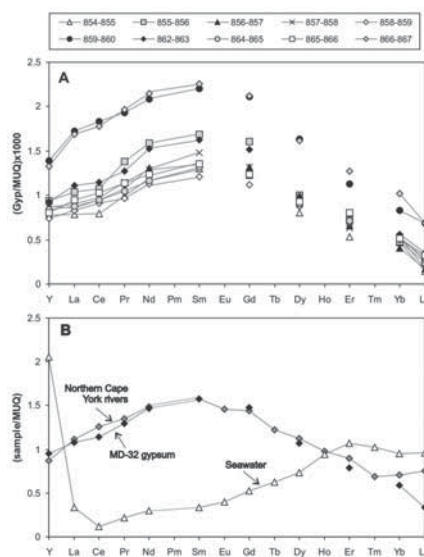 854-855 855-856 856-857 857-858 858-859
859-860 862-863 864-865 865-866 866-867
A
(Gyp/MUQ)x1000
2.5
2
1.5
1
0.5
0
Y La Ce Pr Nd Pm Sm Eu Gd Tb Dy Ho Er Tm Yb L
B
(sample/MUQ)
2.5
2
1.5
1
0.5
0
Northern Cape
York rivers
MD-32 gypsum
Seawater
Y La Ce Pr Nd Pm Sm Eu Gd Tb Dy Ho Er Tm Yb L